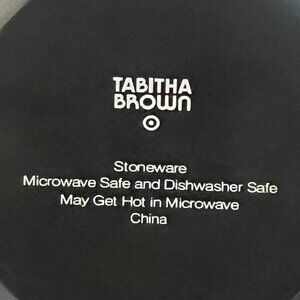 TABITHA
BROWN
Stoneware
Microwave Safe and Dishwasher Safe
May Get Hot in Microwave
China